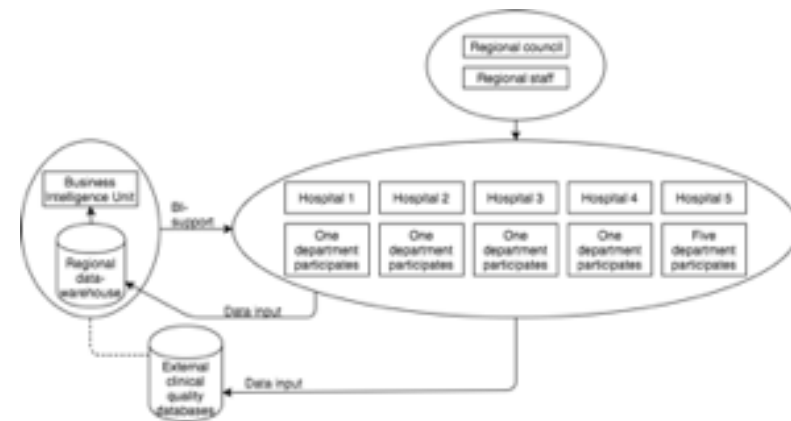 Regional council
Regional staff
Business
Intelligence Unit
BI-
support
Hospital 1
Hospital 2
Hospital 3
Hospital 4
Hospital 5
One
department
participates
One
department
participates
One
department
participates
One
department
participates
Five
department
participates
Regional
data-
warehouse
Data input
External
clinical
quality
databases
Data input